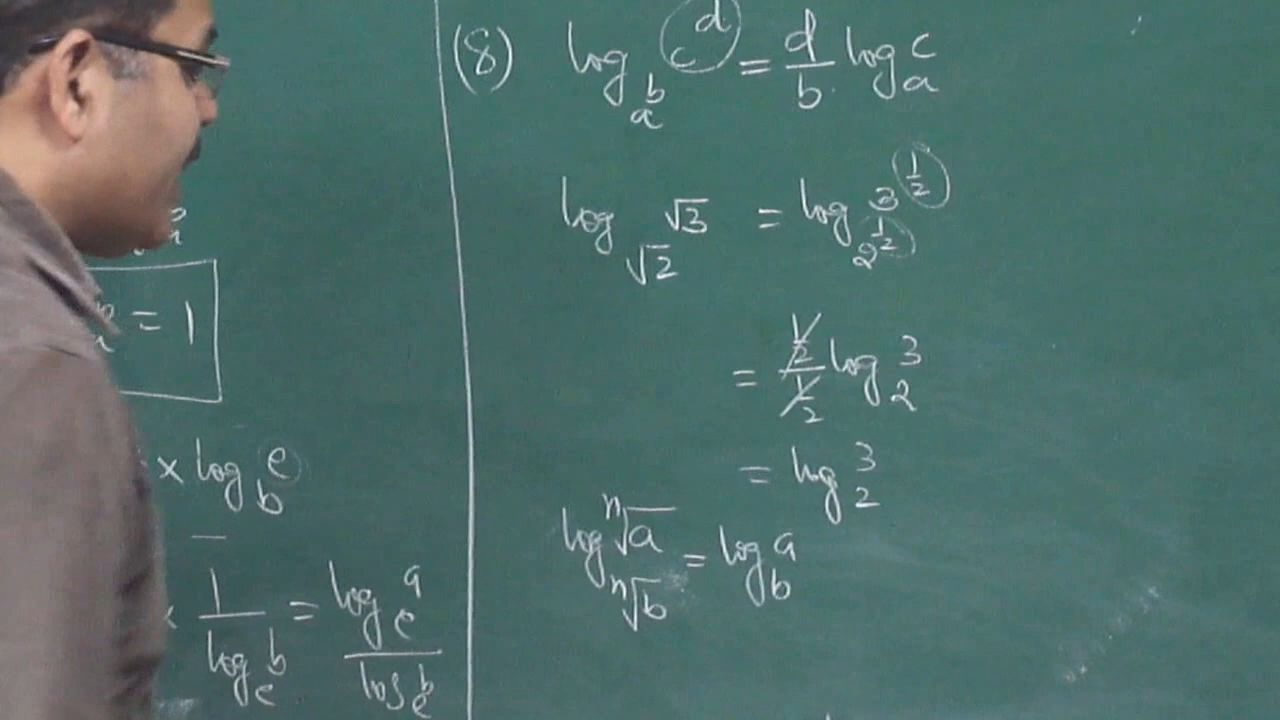 = 1
× log_b e
× 1/log_e b = log_e a / log_e b
(8) log_{a^b} c^d = d/b log_a c
log_{√2} √3 = log_{2^{1/2}} 3^{1/2}
= (1/2)/(1/2) log_2 3
= log_2 3
log_{ⁿ√b} ⁿ√a = log_b a